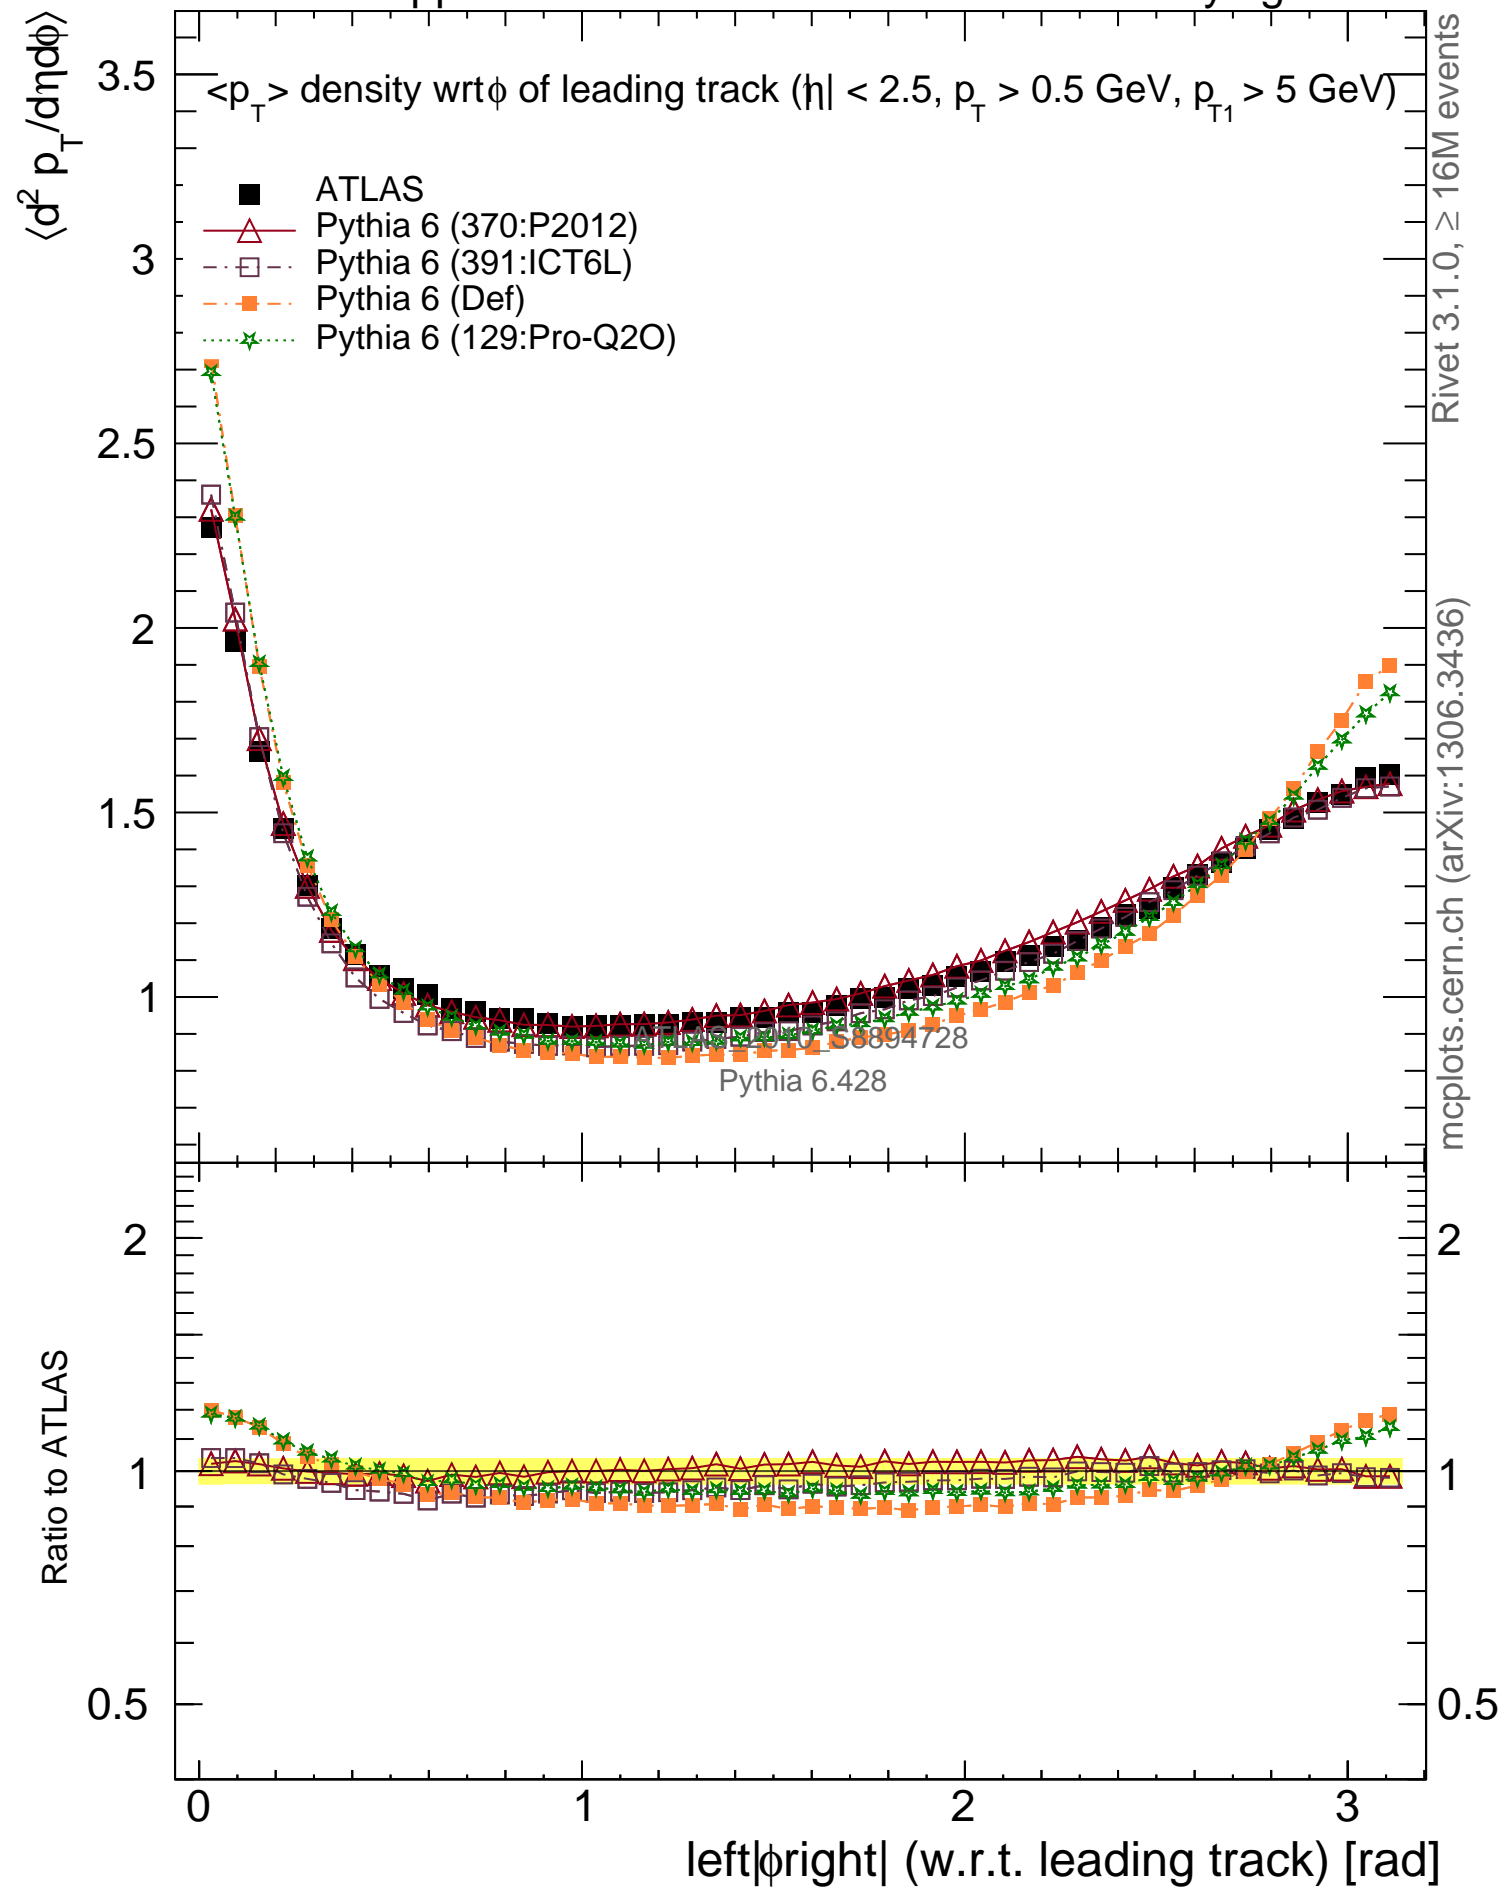 ⟨d² p_T/dηdϕ⟩
<p_T> density wrt ϕ of leading track (|η| < 2.5, p_T > 0.5 GeV, p_T1 > 5 GeV)
ATLAS
Pythia 6 (370:P2012)
Pythia 6 (391:ICT6L)
Pythia 6 (Def)
Pythia 6 (129:Pro-Q2O)
3.5
3
2.5
2
1.5
1
ATLAS_2010_S8894728
Pythia 6.428
Rivet 3.1.0, ≥ 16M events
mcplots.cern.ch (arXiv:1306.3436)
Ratio to ATLAS
2
1
0.5
2
1
0.5
0
1
2
3
left|ϕright| (w.r.t. leading track) [rad]